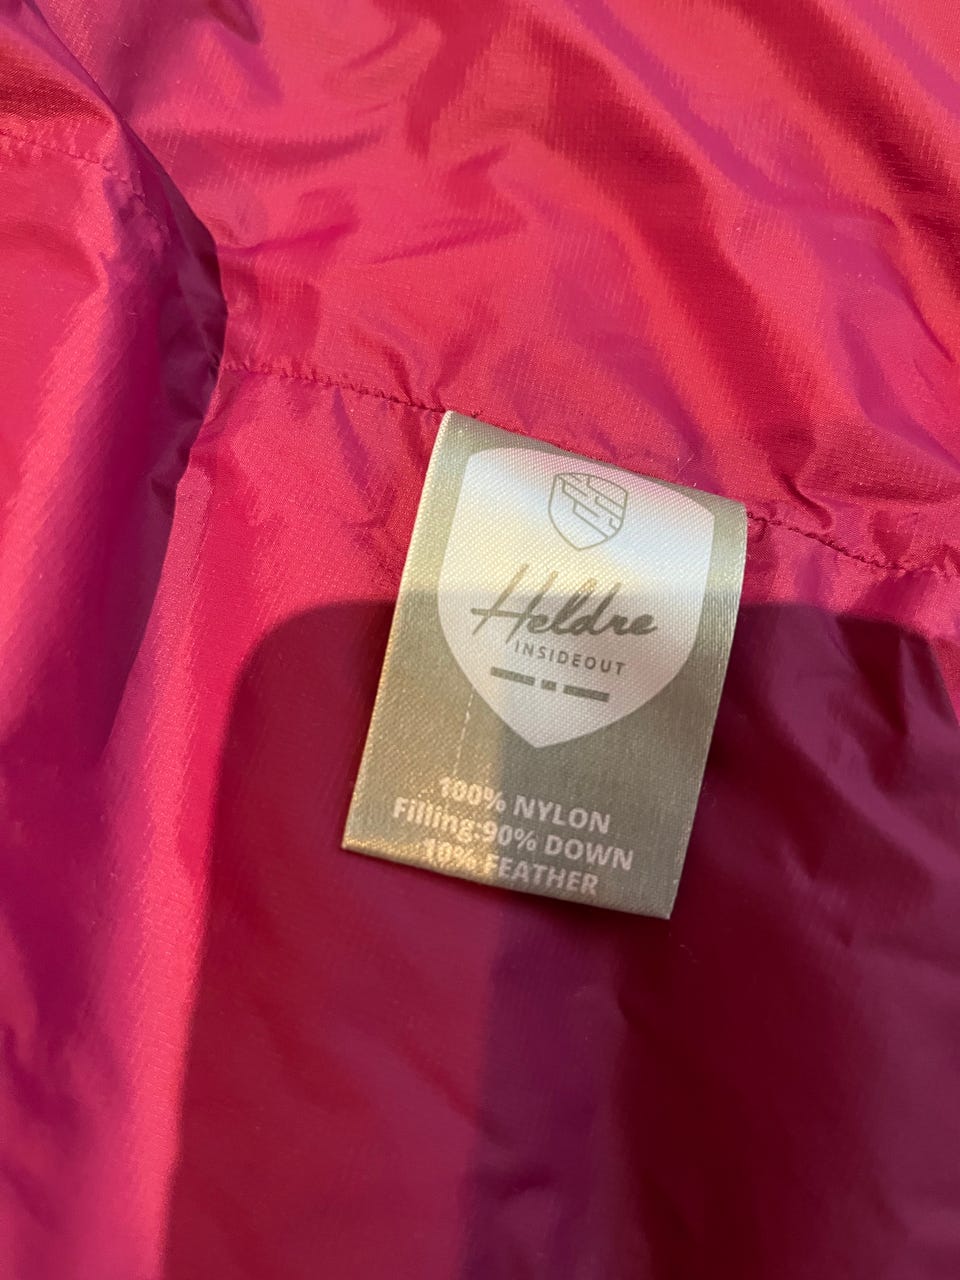 Heldre
INSIDEOUT
100% NYLON
Filling:90% DOWN
10% FEATHER